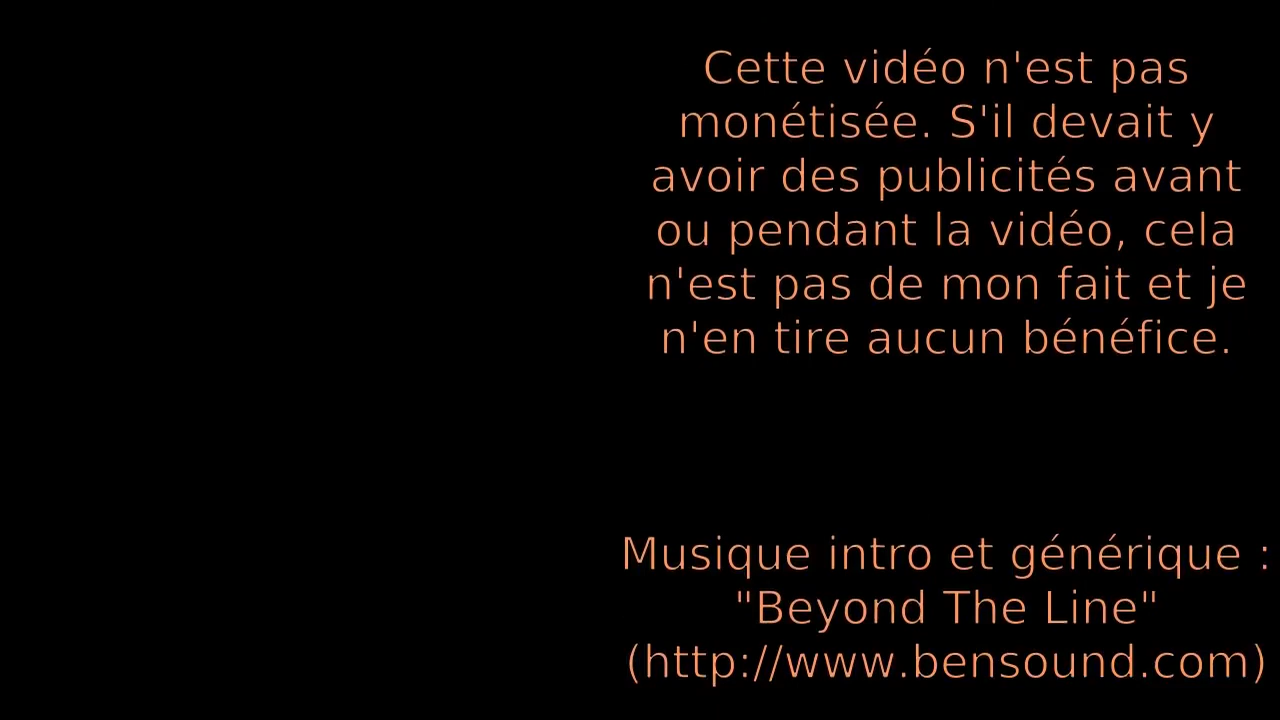 Cette vidéo n'est pas
monétisée. S'il devait y
avoir des publicités avant
ou pendant la vidéo, cela
n'est pas de mon fait et je
n'en tire aucun bénéfice.
Musique intro et générique :
"Beyond The Line"
(http://www.bensound.com)